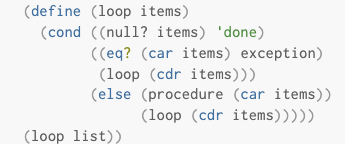 (define (loop items)
(cond ((null? items) 'done)
((eq? (car items) exception)
(loop (cdr items)))
(else (procedure (car items))
(loop (cdr items)))))
(loop list))